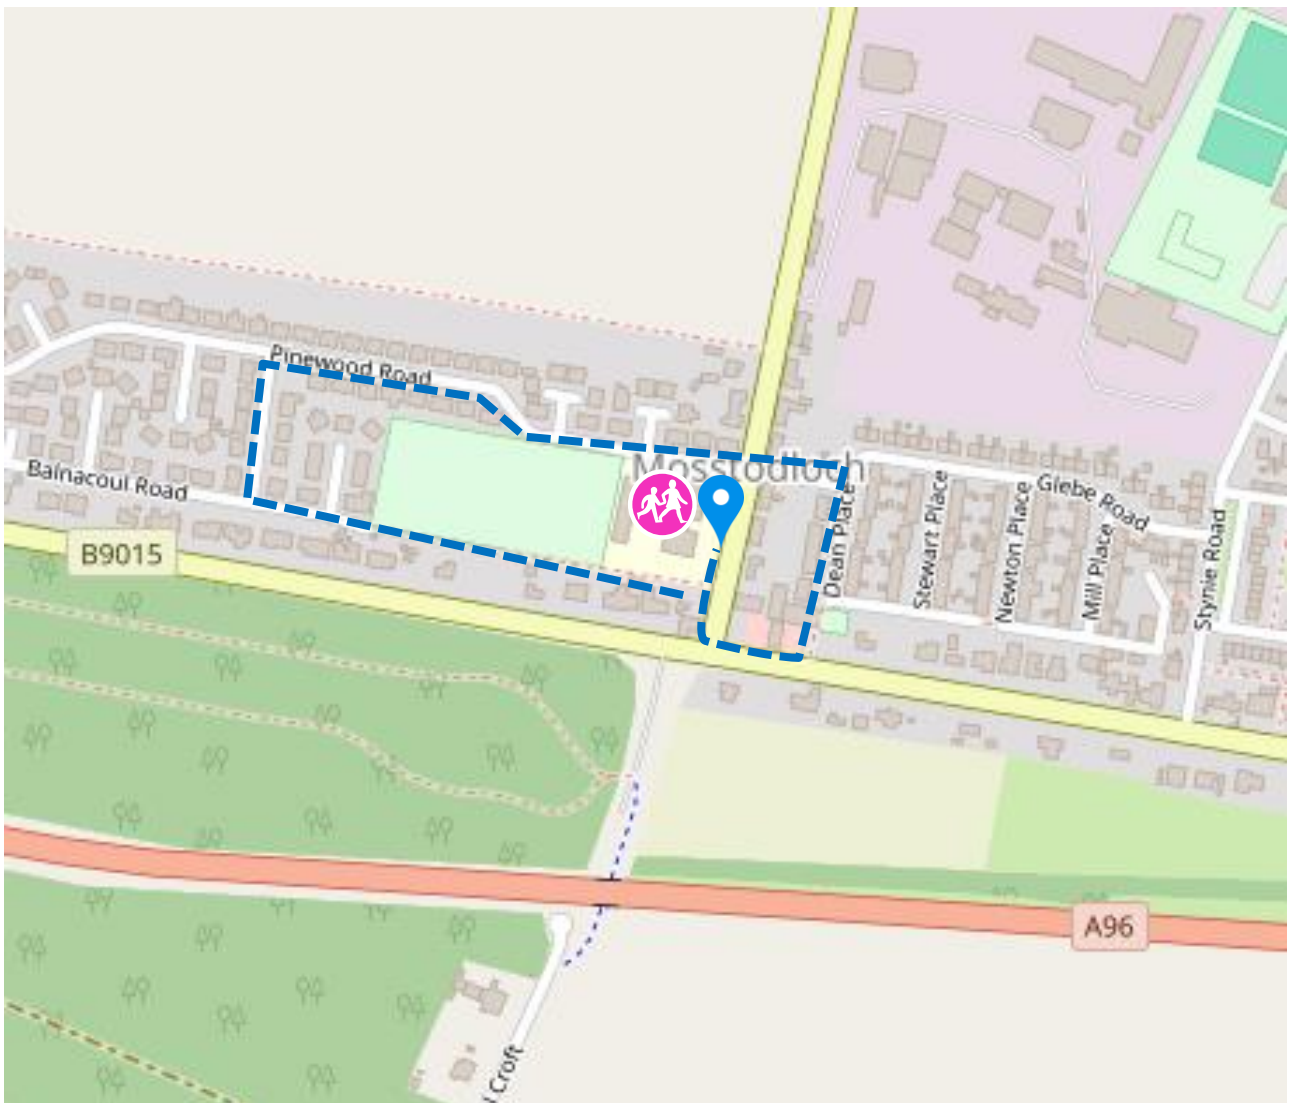 Pinewood Road
Mosstodloch
Balnacoul Road
Glebe Road
Dean Place
Stewart Place
Newton Place
Mill Place
Stynie Road
B9015
A96
Croft